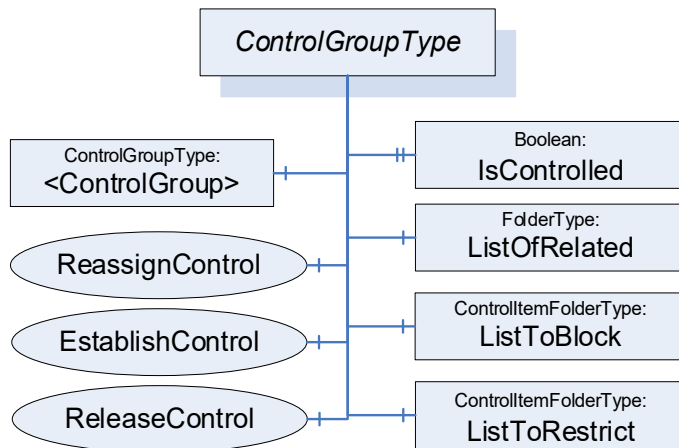 ControlGroupType
ControlGroupType:
<ControlGroup>
ReassignControl
EstablishControl
ReleaseControl
Boolean:
IsControlled
FolderType:
ListOfRelated
ControlItemFolderType:
ListToBlock
ControlItemFolderType:
ListToRestrict